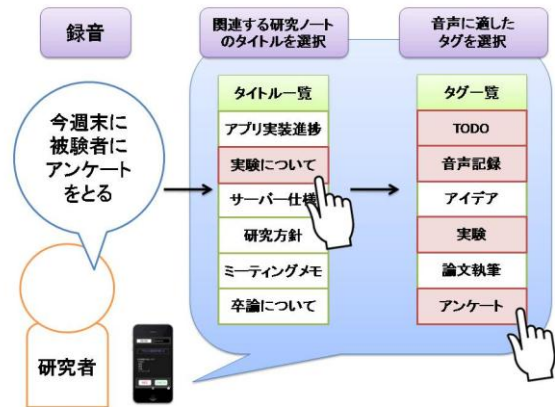 録音
関連する研究ノート
のタイトルを選択
音声に適した
タグを選択
今週末に
被験者に
アンケート
をとる
研究者
タイトル一覧
アプリ実装進捗
実験について
サーバー仕様
研究方針
ミーティングメモ
卒論について
タグ一覧
TODO
音声記録
アイデア
実験
論文執筆
アンケート